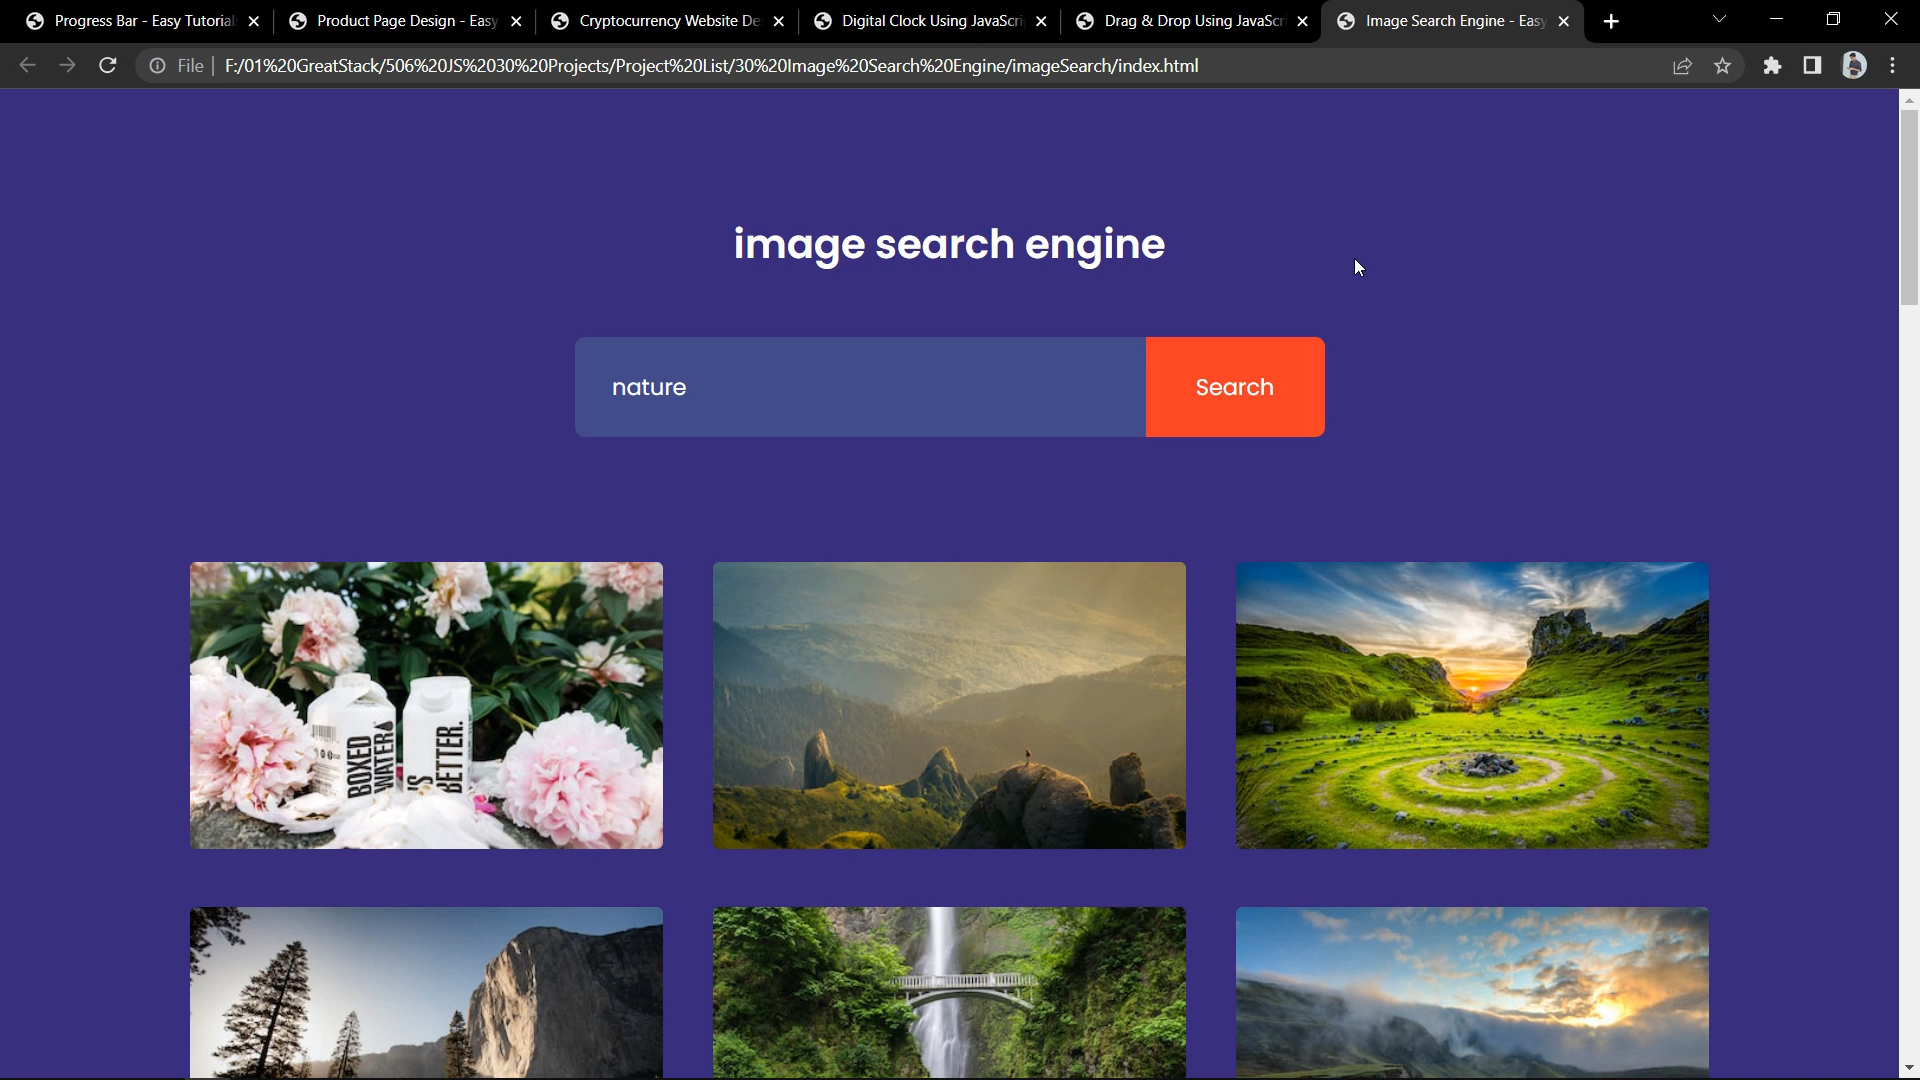 Progress Bar - Easy Tutorial
Product Page Design - Easy
Cryptocurrency Website De
Digital Clock Using JavaScri
Drag & Drop Using JavaScr
Image Search Engine - Easy
File
F:/01%20GreatStack/506%20JS%2030%20Projects/Project%20List/30%20Image%20Search%20Engine/imageSearch/index.html
image search engine
nature
Search
BOXED
WATER
IS
BETTER.